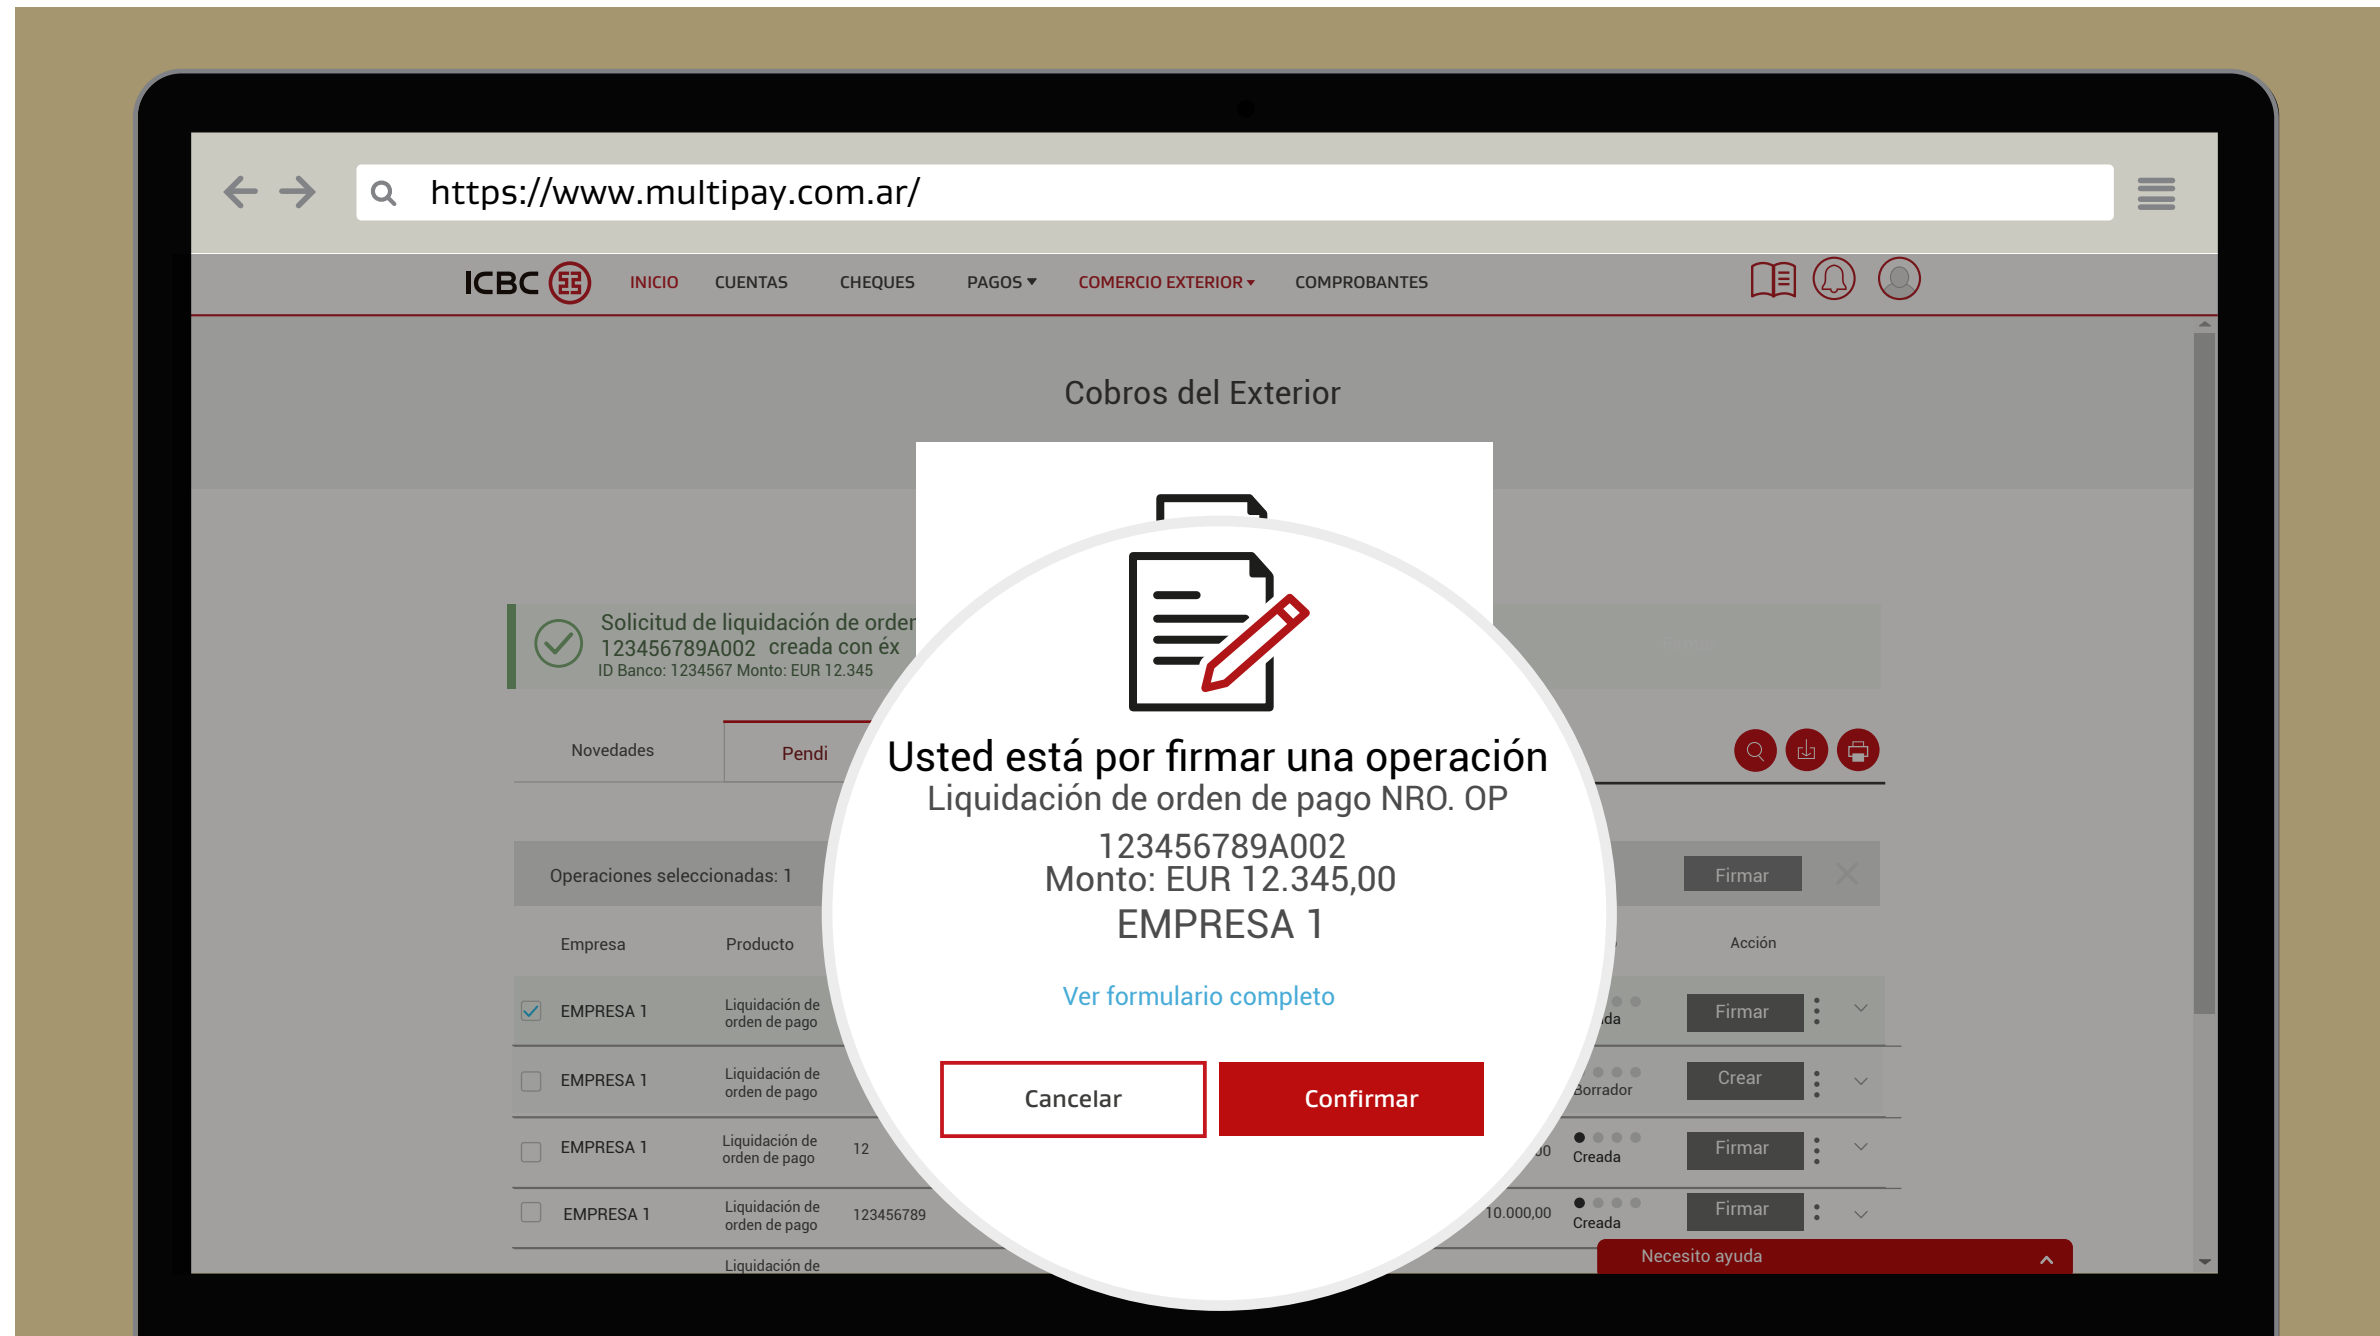 https://www.multipay.com.ar/
ICBC INICIO CUENTAS CHEQUES PAGOS COMERCIO EXTERIOR COMPROBANTES
Cobros del Exterior
Solicitud de liquidación de orden
123456789A002 creada con éx
ID Banco: 1234567 Monto: EUR 12.345
Novedades Pendi
Operaciones seleccionadas: 1 Firmar
Empresa Producto Acción
EMPRESA 1 Liquidación de orden de pago Firmar
EMPRESA 1 Liquidación de orden de pago Borrador Crear
EMPRESA 1 Liquidación de orden de pago 12 Creada Firmar
EMPRESA 1 Liquidación de orden de pago 123456789 10.000,00 Creada Firmar
Liquidación de
Necesito ayuda
Usted está por firmar una operación
Liquidación de orden de pago NRO. OP
123456789A002
Monto: EUR 12.345,00
EMPRESA 1
Ver formulario completo
Cancelar Confirmar